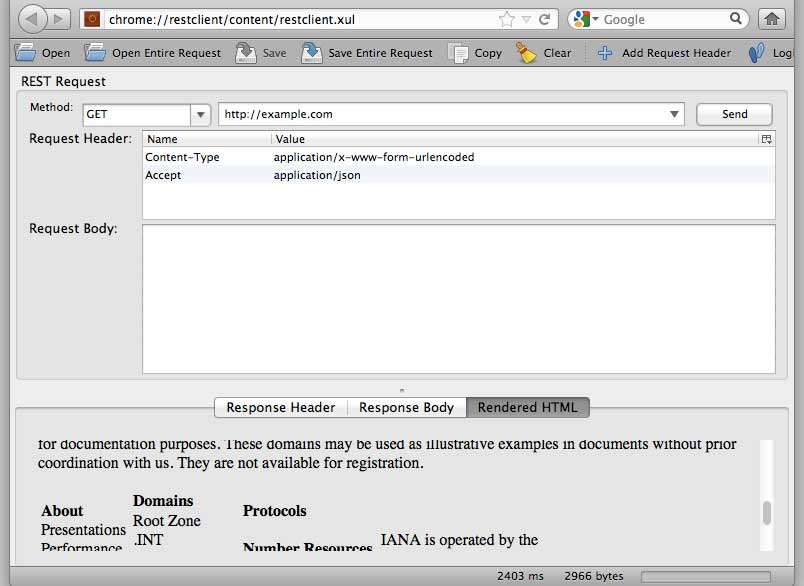 chrome://restclient/content/restclient.xul
Google
Open Open Entire Request Save Save Entire Request Copy Clear Add Request Header Logi
REST Request
Method: GET http://example.com Send
Request Header: Name Value
Content-Type application/x-www-form-urlencoded
Accept application/json
Request Body:
Response Header Response Body Rendered HTML
for documentation purposes. These domains may be used as illustrative examples in documents without prior
coordination with us. They are not available for registration.
About
Presentations
Performance
Domains
Root Zone
.INT
Protocols
Number Resources
IANA is operated by the
2403 ms 2966 bytes